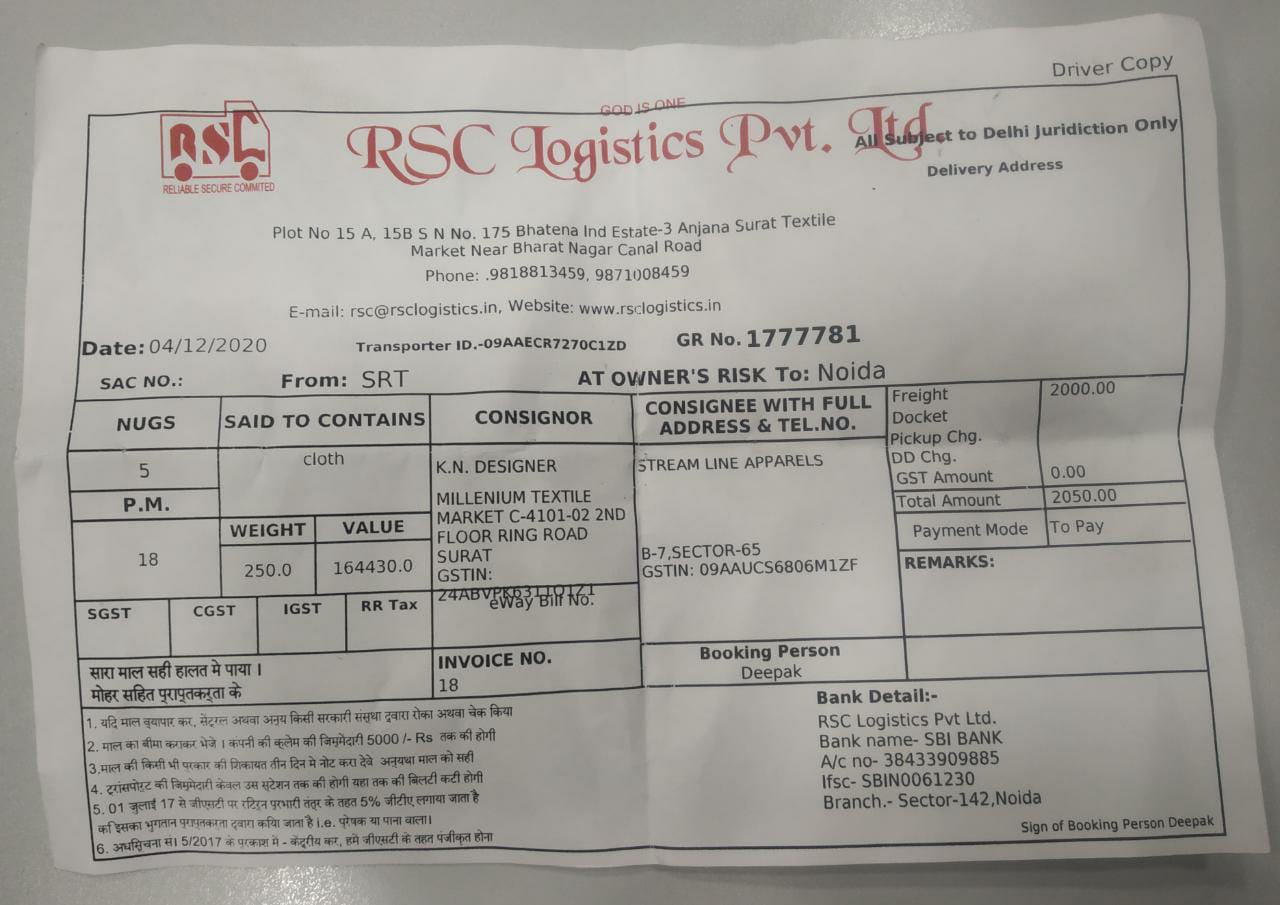 Driver Copy
GOD IS ONE
RSC
RELIABLE SECURE COMMITED
RSC Logistics Pvt. Ltd.
All Subject to Delhi Juridiction Only
Delivery Address
Plot No 15 A, 15B S N No. 175 Bhatena Ind Estate-3 Anjana Surat Textile
Market Near Bharat Nagar Canal Road
Phone: .9818813459, 9871008459
E-mail: rsc@rsclogistics.in, Website: www.rsclogistics.in
Date: 04/12/2020 Transporter ID.-09AAECR7270C1ZD GR No. 1777781
SAC NO.: From: SRT AT OWNER'S RISK To: Noida
NUGS SAID TO CONTAINS CONSIGNOR CONSIGNEE WITH FULL ADDRESS & TEL.NO.
Freight 2000.00
Docket
Pickup Chg.
DD Chg.
GST Amount 0.00
Total Amount 2050.00
Payment Mode To Pay
REMARKS:
5 cloth
P.M.
18
WEIGHT VALUE
250.0 164430.0
K.N. DESIGNER
MILLENIUM TEXTILE
MARKET C-4101-02 2ND
FLOOR RING ROAD
SURAT
GSTIN:
eWay Bill No.
STREAM LINE APPARELS
B-7,SECTOR-65
GSTIN: 09AAUCS6806M1ZF
SGST CGST IGST RR Tax
सारा माल सही हालत मे पाया ।
मोहर सहित प्राप्तकर्ता के
INVOICE NO.
18
Booking Person
Deepak
1. यदि माल व्यापार कर, सेंट्रल अथवा अन्य किसी सरकारी संस्था द्वारा रोका अथवा चेक किया
2. माल का बीमा कराकर भेजे । कंपनी की क्लेम की जिम्मेदारी 5000 /- Rs तक की होगी
3.माल की किसी भी प्रकार की शिकायत तीन दिन मे नोट करा देवे अन्यथा माल को सही
4. ट्रांसपोर्ट की जिम्मेदारी केवल उस स्टेशन तक की होगी यहा तक की बिलटी कटी होगी
5. 01 जुलाई 17 से जीएसटी पर रिटर्न प्रभारी तंत्र के तहत 5% जीटीए लगाया जाता है
का इसका भुगतान प्राप्तकर्ता द्वारा किया जाता है i.e. प्रेषक या पाना वाला।
6. अधिसूचना सं। 5/2017 के प्रकाश में - केंद्रीय कर, हमें जीएसटी के तहत पंजीकृत होना
Bank Detail:-
RSC Logistics Pvt Ltd.
Bank name- SBI BANK
A/c no- 38433909885
Ifsc- SBIN0061230
Branch.- Sector-142,Noida
Sign of Booking Person Deepak